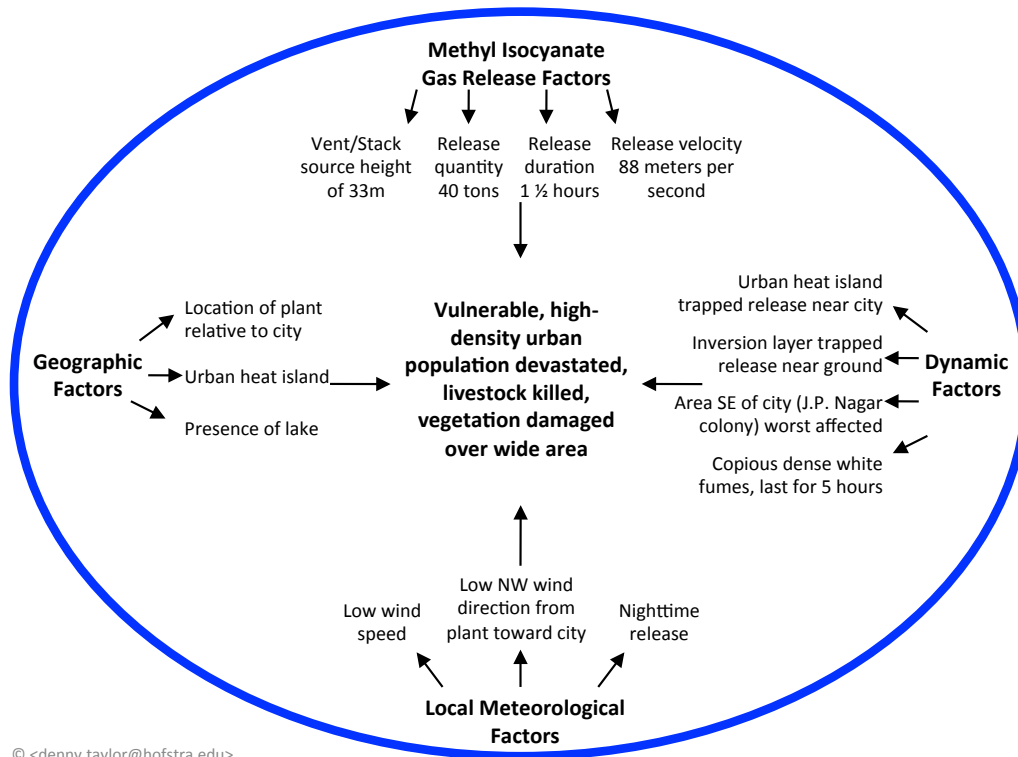 Methyl Isocyanate
Gas Release Factors
Vent/Stack
source height
of 33m
Release
quantity
40 tons
Release
duration
1 ½ hours
Release velocity
88 meters per
second
Geographic
Factors
Location of plant
relative to city
Urban heat island
Presence of lake
Vulnerable, high-
density urban
population devastated,
livestock killed,
vegetation damaged
over wide area
Urban heat island
trapped release near city
Inversion layer trapped
release near ground
Area SE of city (J.P. Nagar
colony) worst affected
Copious dense white
fumes, last for 5 hours
Dynamic
Factors
Low wind
speed
Low NW wind
direction from
plant toward city
Nighttime
release
Local Meteorological
Factors
© <denny.taylor@hofstra.edu>